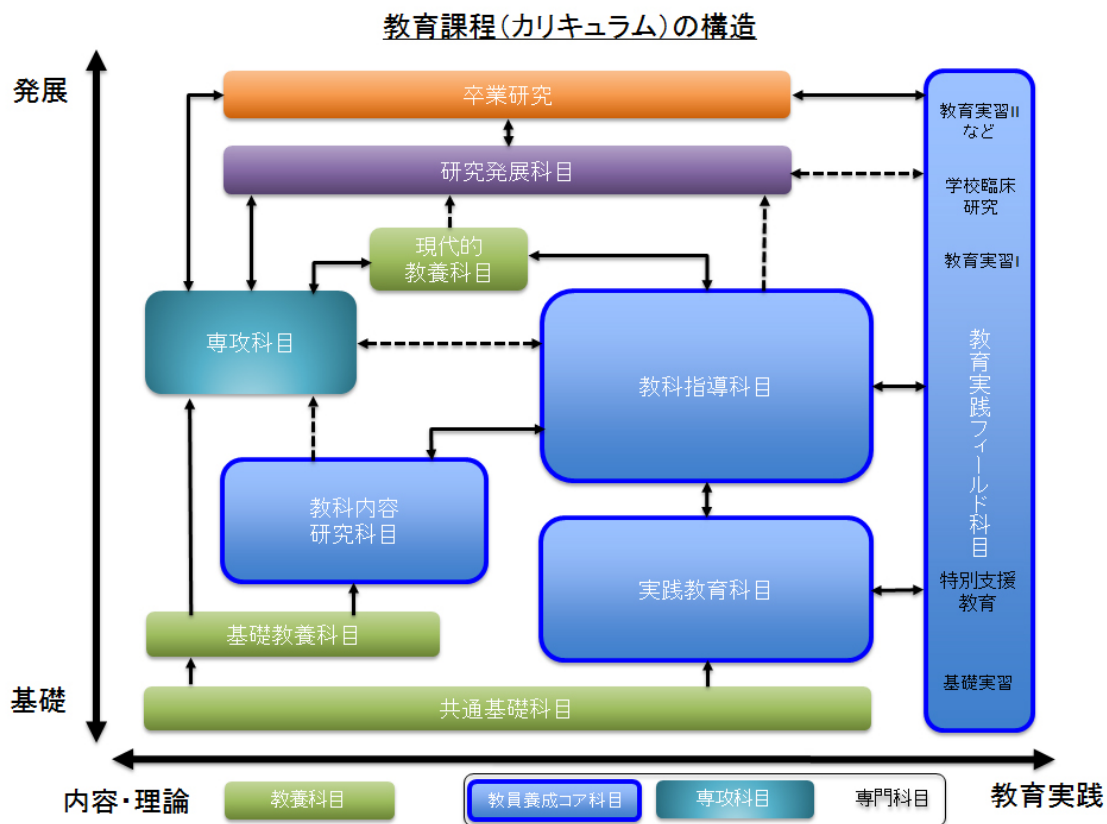 教育課程(カリキュラム)の構造
発展
卒業研究
教育実習II
など
研究発展科目
学校臨床
研究
現代的
教養科目
教育実習I
専攻科目
教科指導科目
教育実践フィールド科目
教科内容
研究科目
実践教育科目
特別支援
教育
基礎教養科目
基礎実習
基礎
共通基礎科目
内容・理論
教養科目
教員養成コア科目
専攻科目
専門科目
教育実践